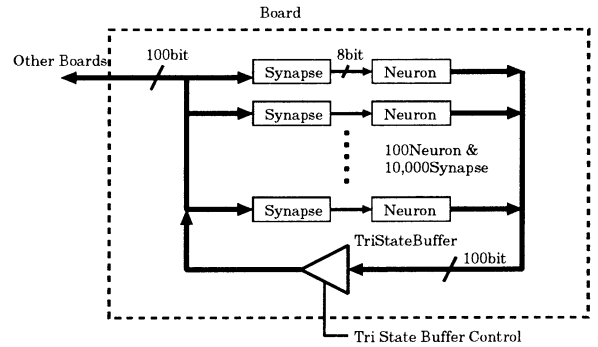 Board
Other Boards
100bit
8bit
Synapse
Neuron
Synapse
Neuron
100Neuron &
10,000Synapse
Synapse
Neuron
TriStateBuffer
100bit
Tri State Buffer Control